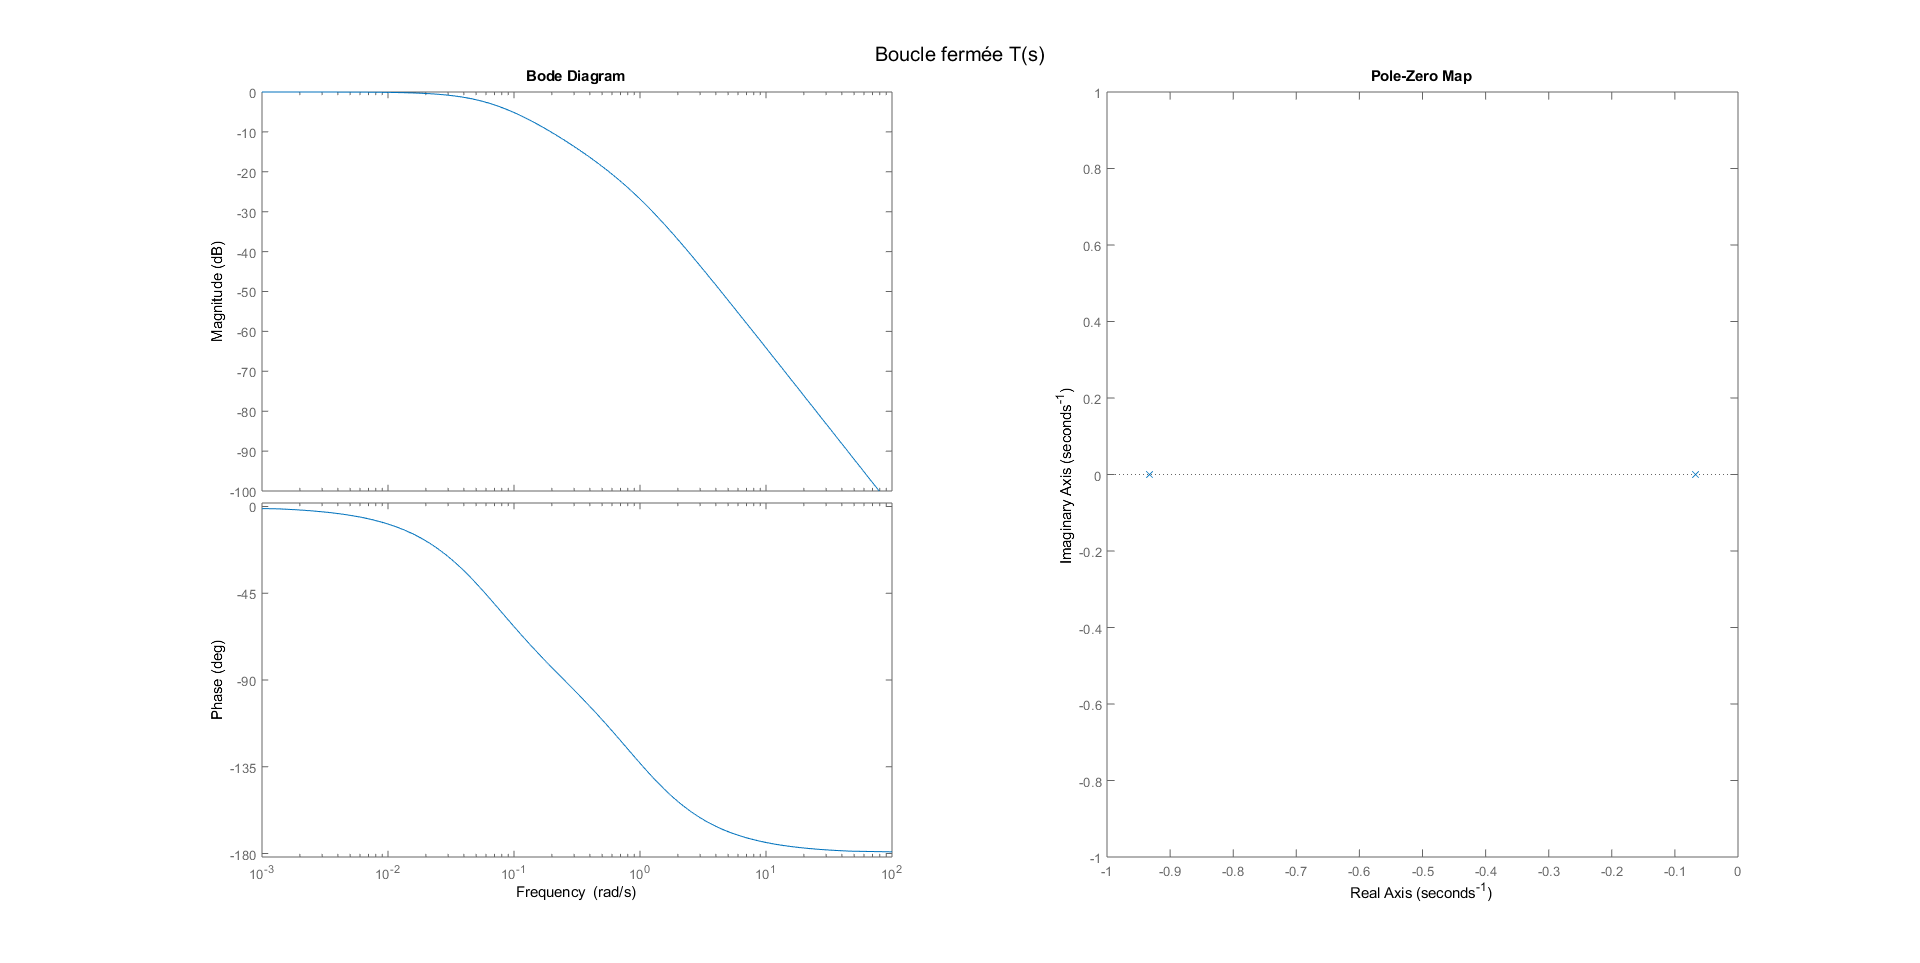 Boucle fermée T(s)
Bode Diagram
0
-10
-20
-30
-40
-50
-60
-70
-80
-90
-100
Magnitude (dB)
0
-45
-90
-135
-180
Phase (deg)
10^-3 10^-2 10^-1 10^0 10^1 10^2
Frequency (rad/s)
Pole-Zero Map
1
0.8
0.6
0.4
0.2
0
-0.2
-0.4
-0.6
-0.8
-1
Imaginary Axis (seconds^-1)
-1 -0.9 -0.8 -0.7 -0.6 -0.5 -0.4 -0.3 -0.2 -0.1 0
Real Axis (seconds^-1)